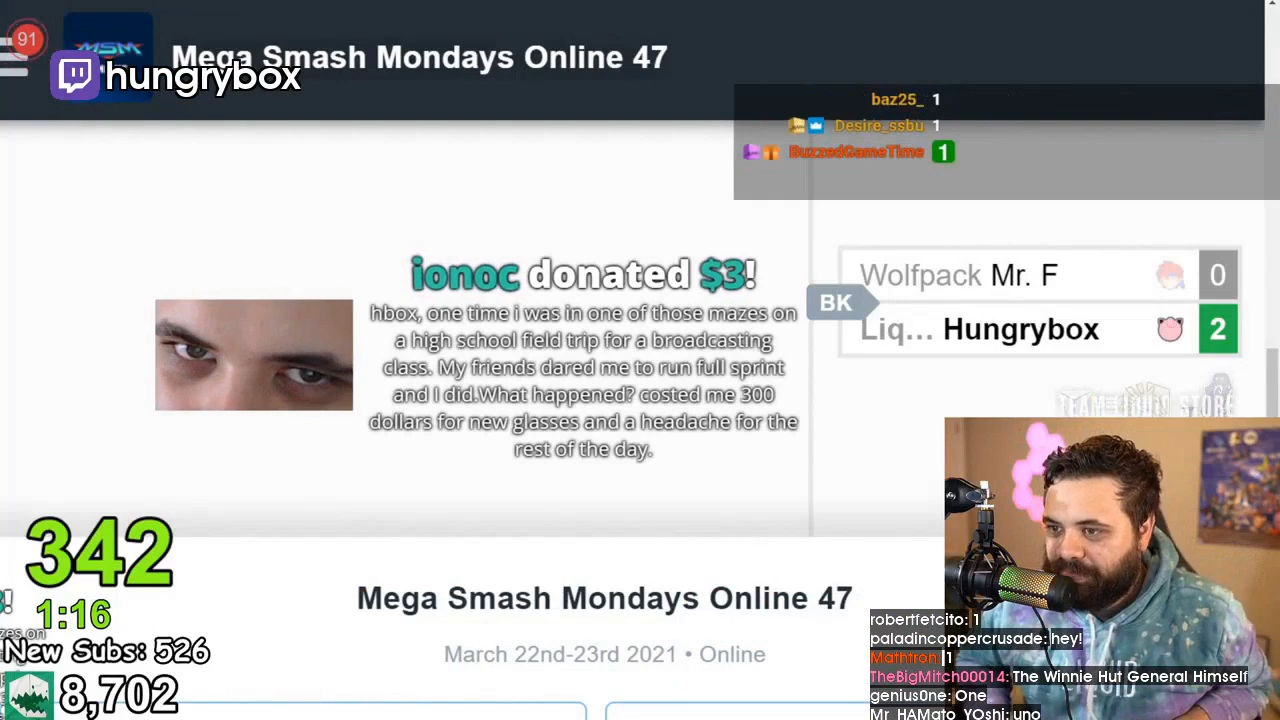 91
MSM
Mega Smash Mondays Online 47
hungrybox
baz25_ 1
Desire_ssbu 1
BuzzedGameTime 1
ionoc donated $3!
hbox, one time i was in one of those mazes on
a high school field trip for a broadcasting
class. My friends dared me to run full sprint
and I did.What happened? costed me 300
dollars for new glasses and a headache for the
rest of the day.
BK
Wolfpack Mr. F 0
Liq... Hungrybox 2
TEAM LIQUID STORE
342
1:16
New Subs: 526
8,702
Mega Smash Mondays Online 47
March 22nd-23rd 2021 • Online
robertfetcito: 1
paladincoppercrusade: hey!
Mathtron: 1
TheBigMitch00014: The Winnie Hut General Himself
genius0ne: One
Mr_HAMato_YOshi: uno